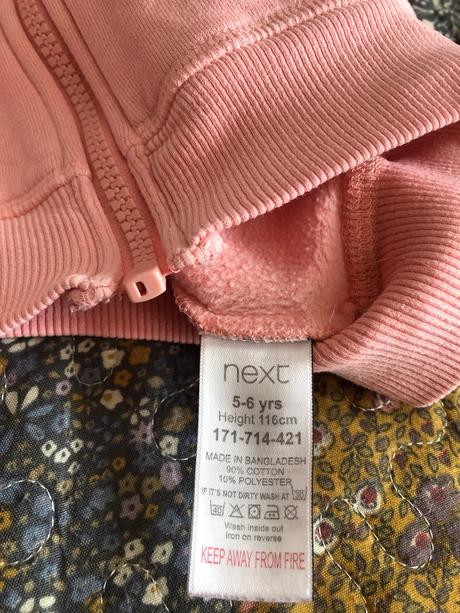 next
5-6 yrs
Height 116cm
171-714-421
MADE IN BANGLADESH
90% COTTON
10% POLYESTER
IF IT'S NOT DIRTY WASH AT 30
40
Wash inside out
Iron on reverse
KEEP AWAY FROM FIRE